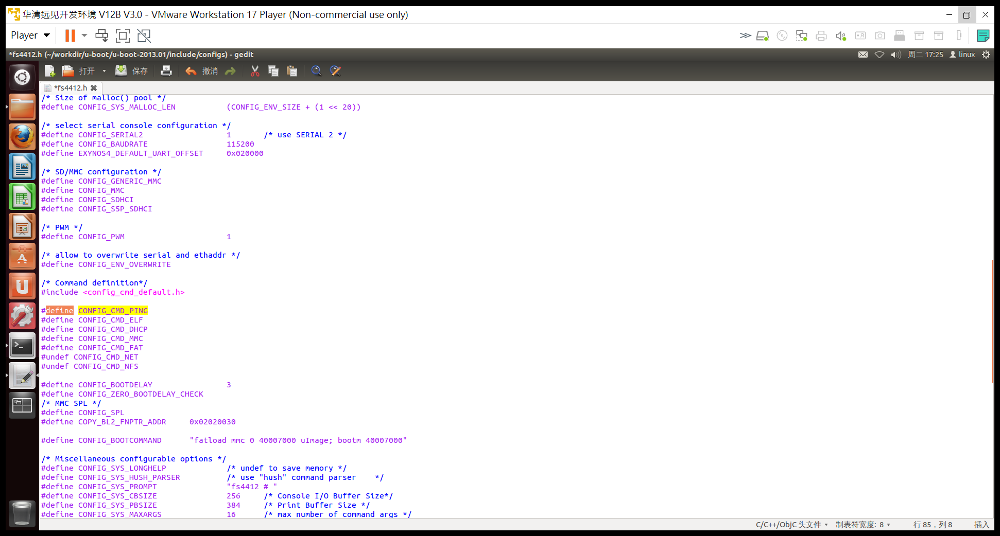 华清远见开发环境 V12B V3.0 - VMware Workstation 17 Player (Non-commercial use only)
Player
*fs4412.h (~/workdir/u-boot/u-boot-2013.01/include/configs) - gedit
周二 17:25 linux
打开 保存 撤消
*fs4412.h
/* Size of malloc() pool */
#define CONFIG_SYS_MALLOC_LEN (CONFIG_ENV_SIZE + (1 << 20))
/* select serial console configuration */
#define CONFIG_SERIAL2 1 /* use SERIAL 2 */
#define CONFIG_BAUDRATE 115200
#define EXYNOS4_DEFAULT_UART_OFFSET 0x020000
/* SD/MMC configuration */
#define CONFIG_GENERIC_MMC
#define CONFIG_MMC
#define CONFIG_SDHCI
#define CONFIG_S5P_SDHCI
/* PWM */
#define CONFIG_PWM 1
/* allow to overwrite serial and ethaddr */
#define CONFIG_ENV_OVERWRITE
/* Command definition*/
#include <config_cmd_default.h>
#define CONFIG_CMD_PING
#define CONFIG_CMD_ELF
#define CONFIG_CMD_DHCP
#define CONFIG_CMD_MMC
#define CONFIG_CMD_FAT
#undef CONFIG_CMD_NET
#undef CONFIG_CMD_NFS
#define CONFIG_BOOTDELAY 3
#define CONFIG_ZERO_BOOTDELAY_CHECK
/* MMC SPL */
#define CONFIG_SPL
#define COPY_BL2_FNPTR_ADDR 0x02020030
#define CONFIG_BOOTCOMMAND "fatload mmc 0 40007000 uImage; bootm 40007000"
/* Miscellaneous configurable options */
#define CONFIG_SYS_LONGHELP /* undef to save memory */
#define CONFIG_SYS_HUSH_PARSER /* use "hush" command parser */
#define CONFIG_SYS_PROMPT "fs4412 # "
#define CONFIG_SYS_CBSIZE 256 /* Console I/O Buffer Size*/
#define CONFIG_SYS_PBSIZE 384 /* Print Buffer Size */
#define CONFIG_SYS_MAXARGS 16 /* max number of command args */
C/C++/ObjC 头文件 制表符宽度: 8 行 85，列 8 插入